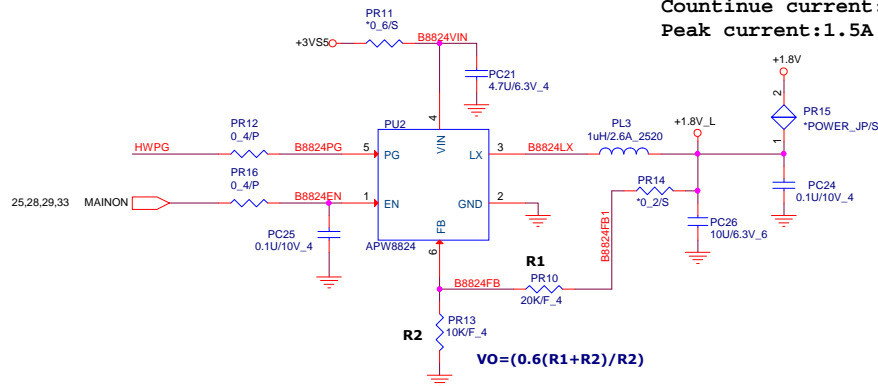 Countinue current:
Peak current:1.5A
PR11
*0_6/S
+3VS5
B8824VIN
PC21
4.7U/6.3V_4
+1.8V
2
PR15
*POWER_JP/S
1
PR12
0_4/P
HWPG
B8824PG
5
PU2
4
VIN
PG
LX
3
B8824LX
PL3
1uH/2.6A_2520
+1.8V_L
PR16
0_4/P
25,28,29,33
MAINON
B8824EN
1
EN
GND
2
FB
APW8824
6
PC25
0.1U/10V_4
PR14
*0_2/S
B8824FB1
PC26
10U/6.3V_6
PC24
0.1U/10V_4
B8824FB
R1
PR10
20K/F_4
R2
PR13
10K/F_4
VO=(0.6(R1+R2)/R2)